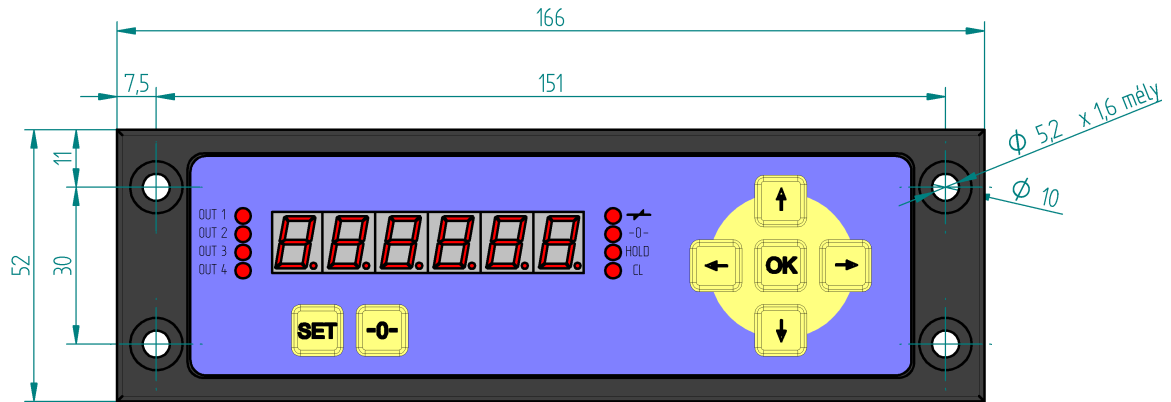 166
7,5
151
ϕ 5,2 x 1,6 mély
ϕ 10
11
30
52
OUT 1
OUT 2
OUT 3
OUT 4
-0-
HOLD
CL
OK
SET
-0-